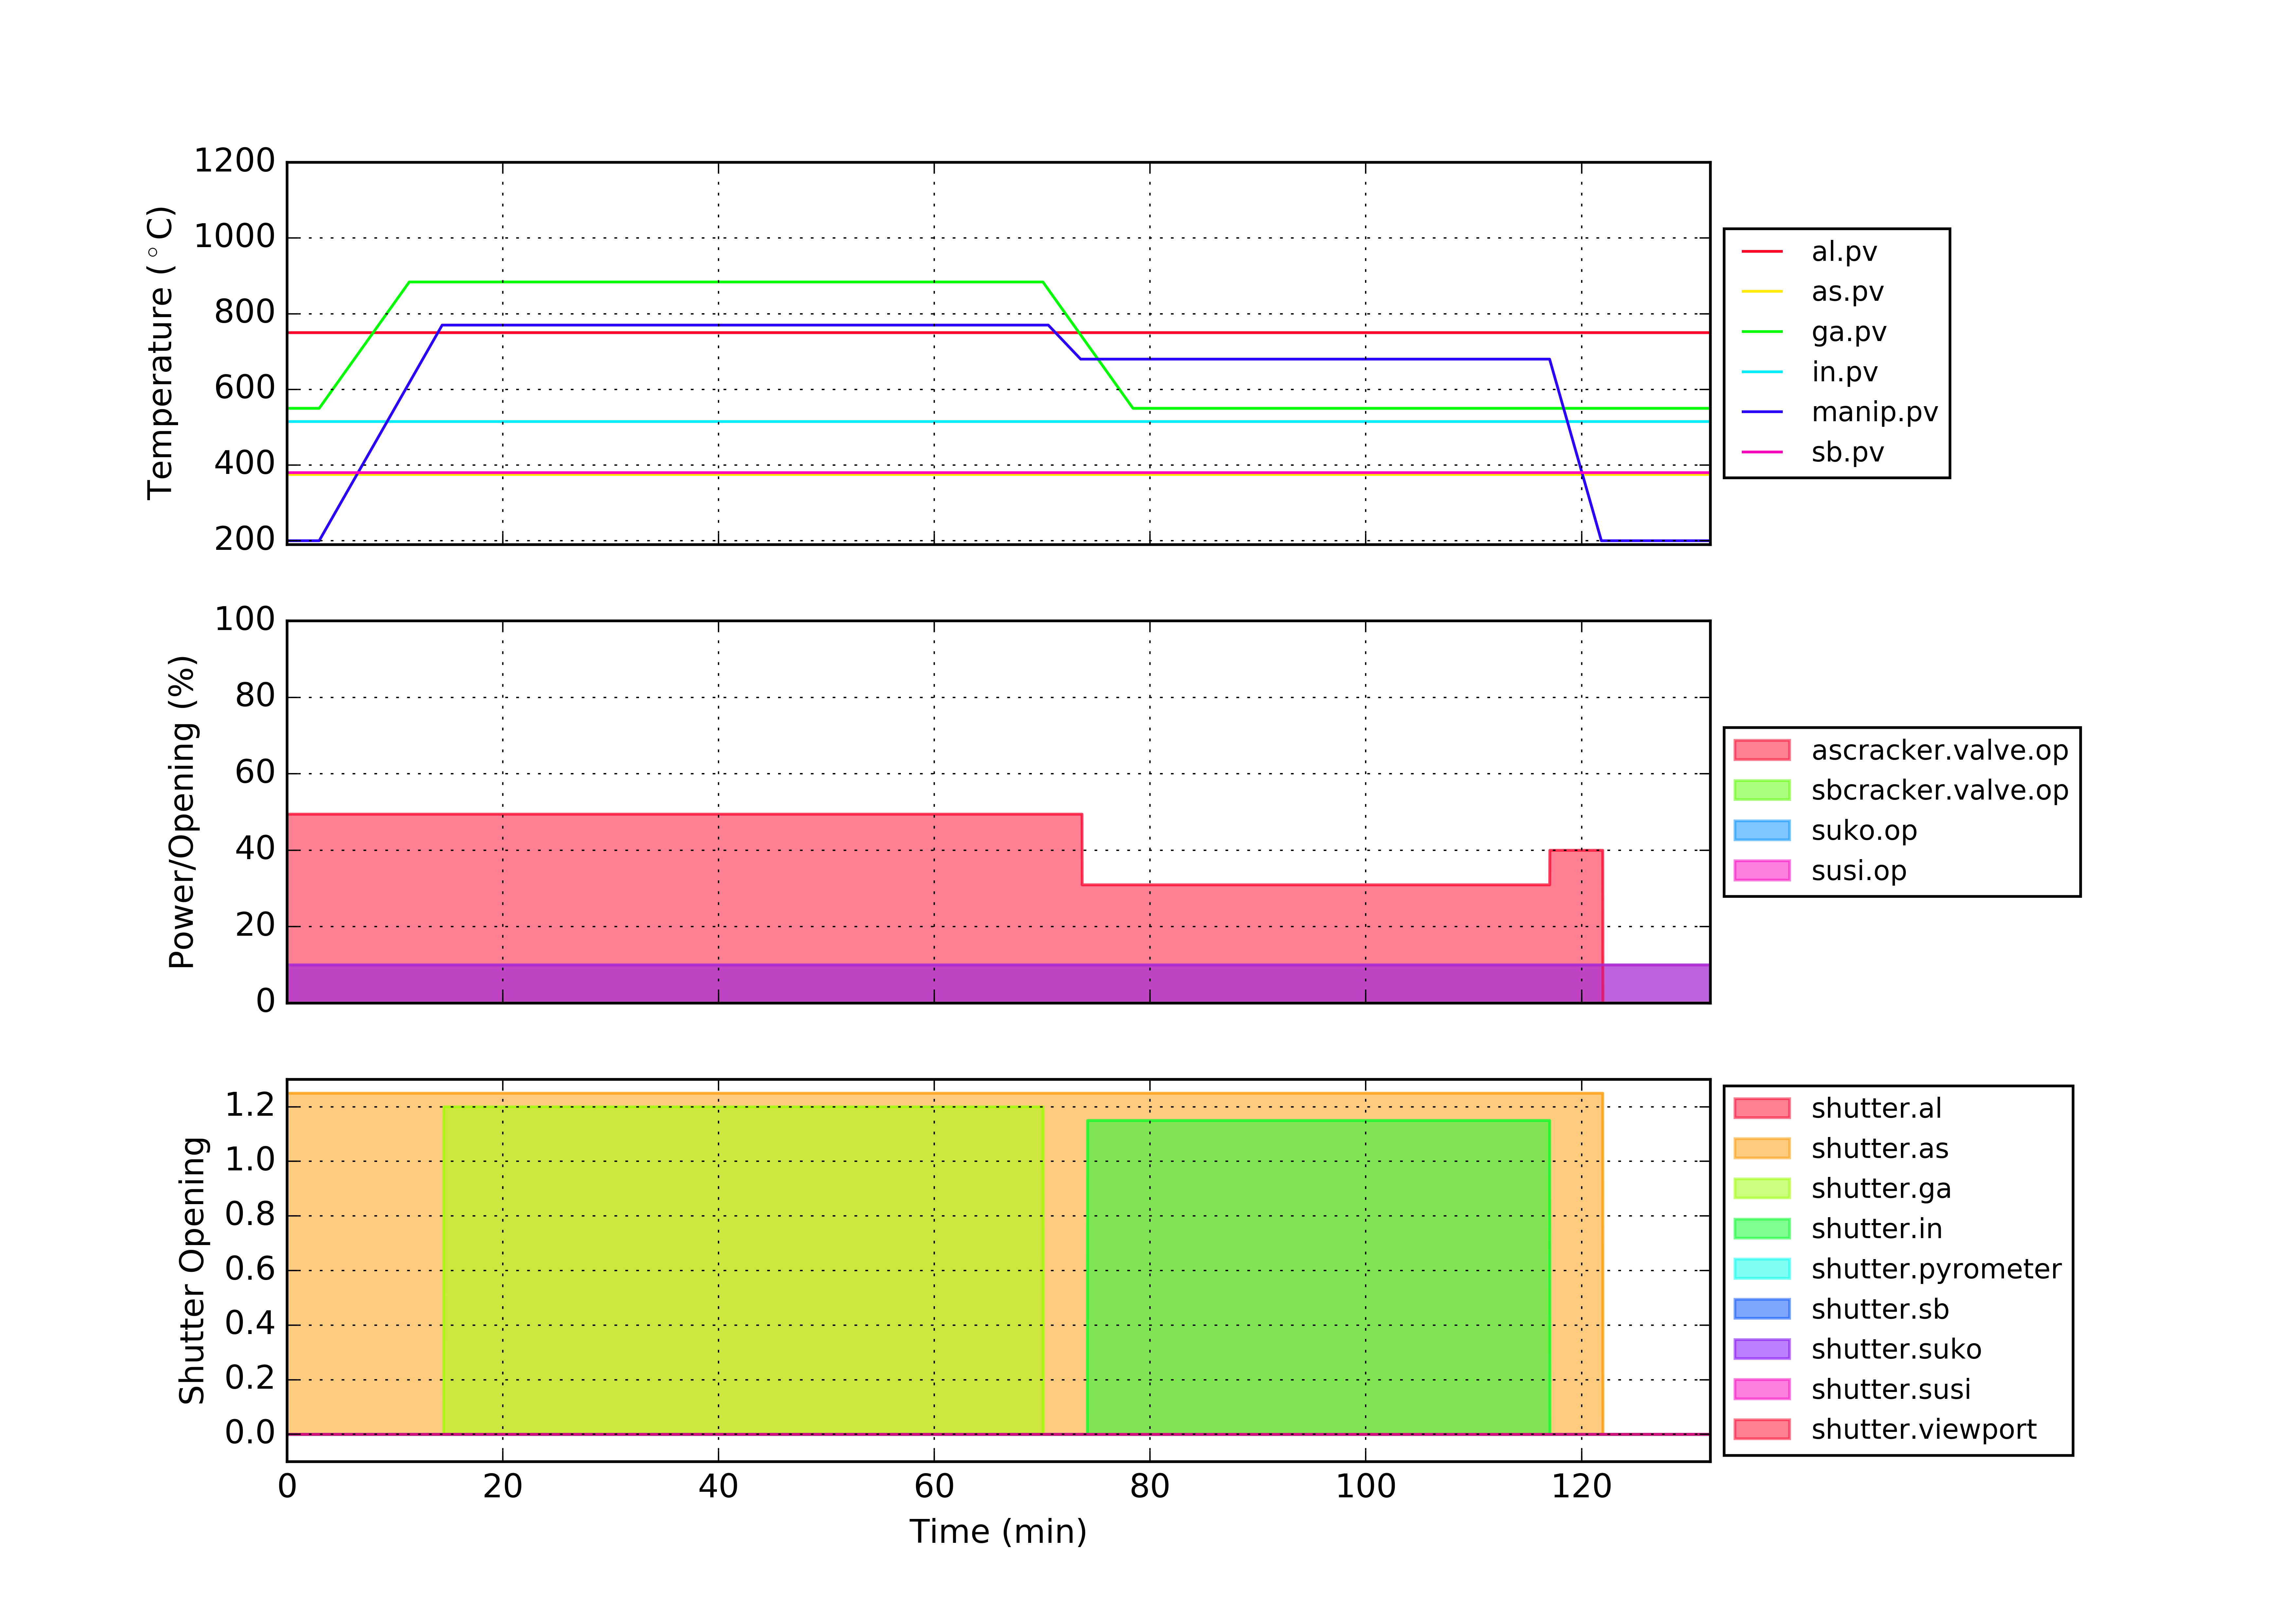 1200
1000
800
600
400
200
Temperature (°C)
al.pv
as.pv
ga.pv
in.pv
manip.pv
sb.pv
100
80
60
40
20
0
Power/Opening (%)
ascracker.valve.op
sbcracker.valve.op
suko.op
susi.op
1.2
1.0
0.8
0.6
0.4
0.2
0.0
Shutter Opening
shutter.al
shutter.as
shutter.ga
shutter.in
shutter.pyrometer
shutter.sb
shutter.suko
shutter.susi
shutter.viewport
0 20 40 60 80 100 120
Time (min)